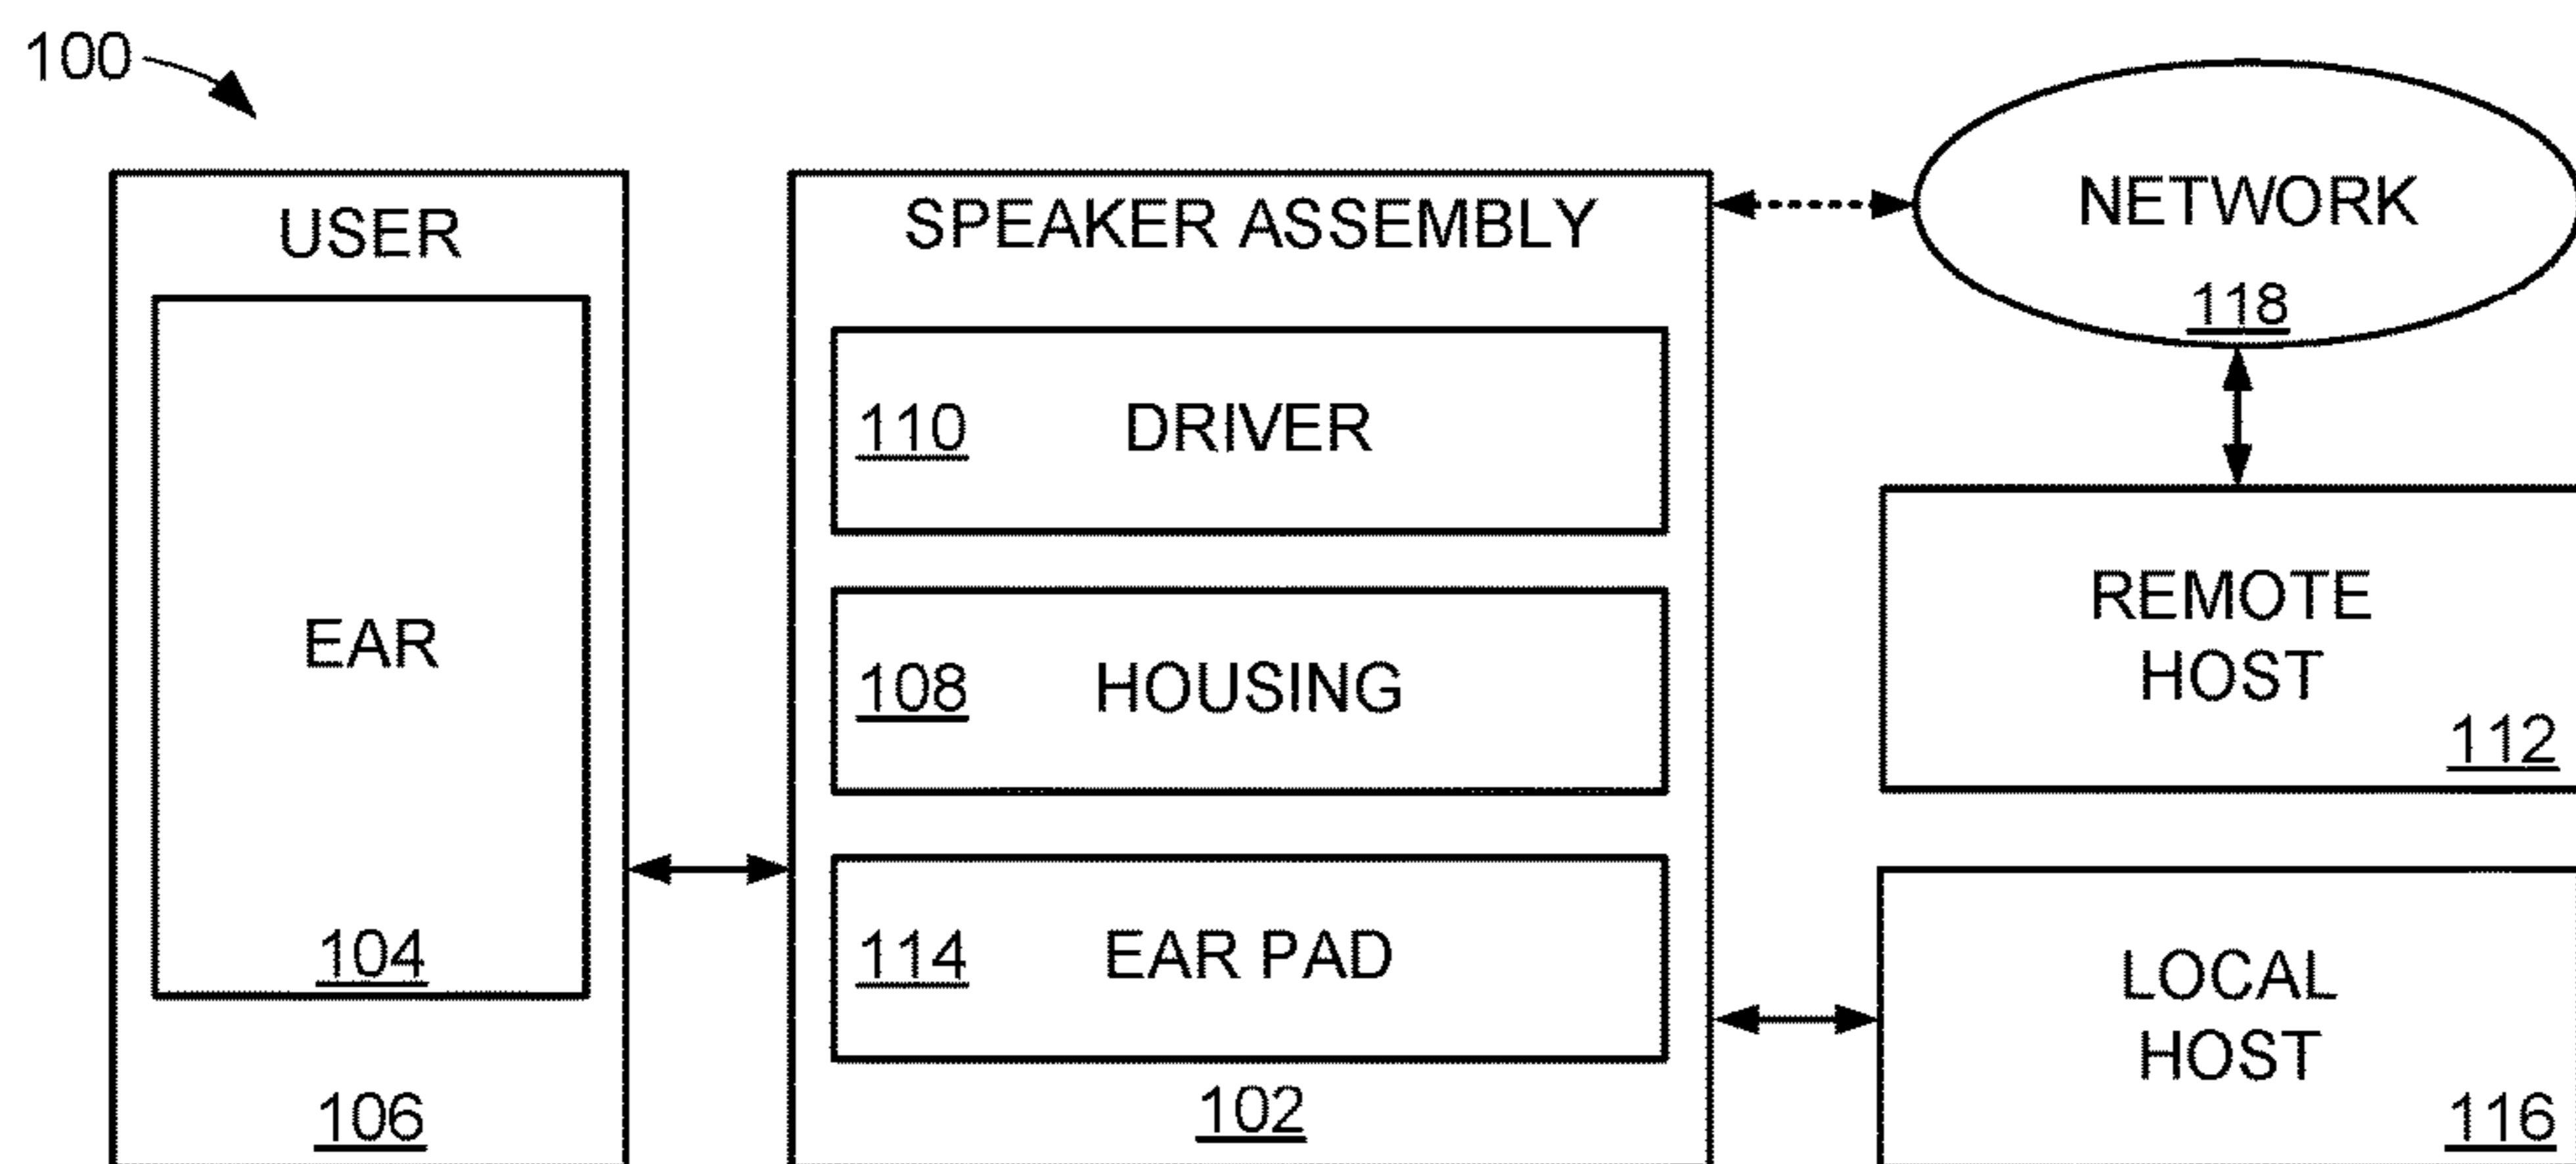 100
USER
EAR
104
106
SPEAKER ASSEMBLY
110 DRIVER
108 HOUSING
114 EAR PAD
102
NETWORK
118
REMOTE
HOST
112
LOCAL
HOST
116